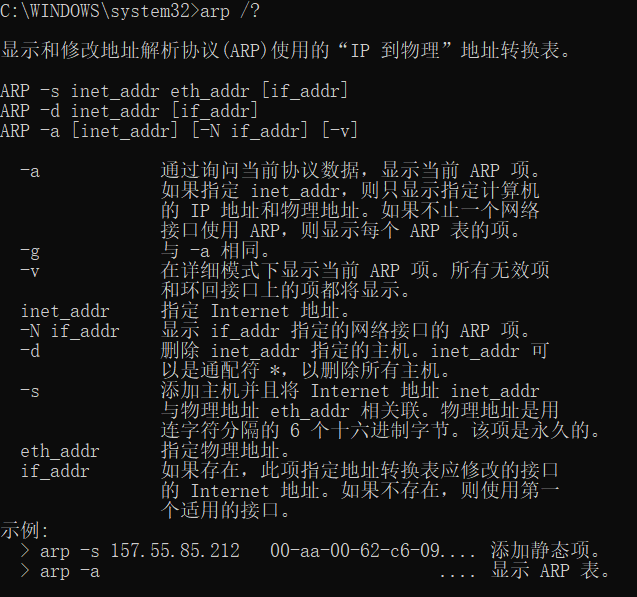 C:\WINDOWS\system32>arp /?
显示和修改地址解析协议(ARP)使用的“IP 到物理”地址转换表。
ARP -s inet_addr eth_addr [if_addr]
ARP -d inet_addr [if_addr]
ARP -a [inet_addr] [-N if_addr] [-v]
-a 通过询问当前协议数据，显示当前 ARP 项。
如果指定 inet_addr，则只显示指定计算机
的 IP 地址和物理地址。如果不止一个网络
接口使用 ARP，则显示每个 ARP 表的项。
-g 与 -a 相同。
-v 在详细模式下显示当前 ARP 项。所有无效项
和环回接口上的项都将显示。
inet_addr 指定 Internet 地址。
-N if_addr 显示 if_addr 指定的网络接口的 ARP 项。
-d 删除 inet_addr 指定的主机。inet_addr 可
以是通配符 *，以删除所有主机。
-s 添加主机并且将 Internet 地址 inet_addr
与物理地址 eth_addr 相关联。物理地址是用
连字符分隔的 6 个十六进制字节。该项是永久的。
eth_addr 指定物理地址。
if_addr 如果存在，此项指定地址转换表应修改的接口
的 Internet 地址。如果不存在，则使用第一
个适用的接口。
示例:
> arp -s 157.55.85.212 00-aa-00-62-c6-09.... 添加静态项。
> arp -a .... 显示 ARP 表。